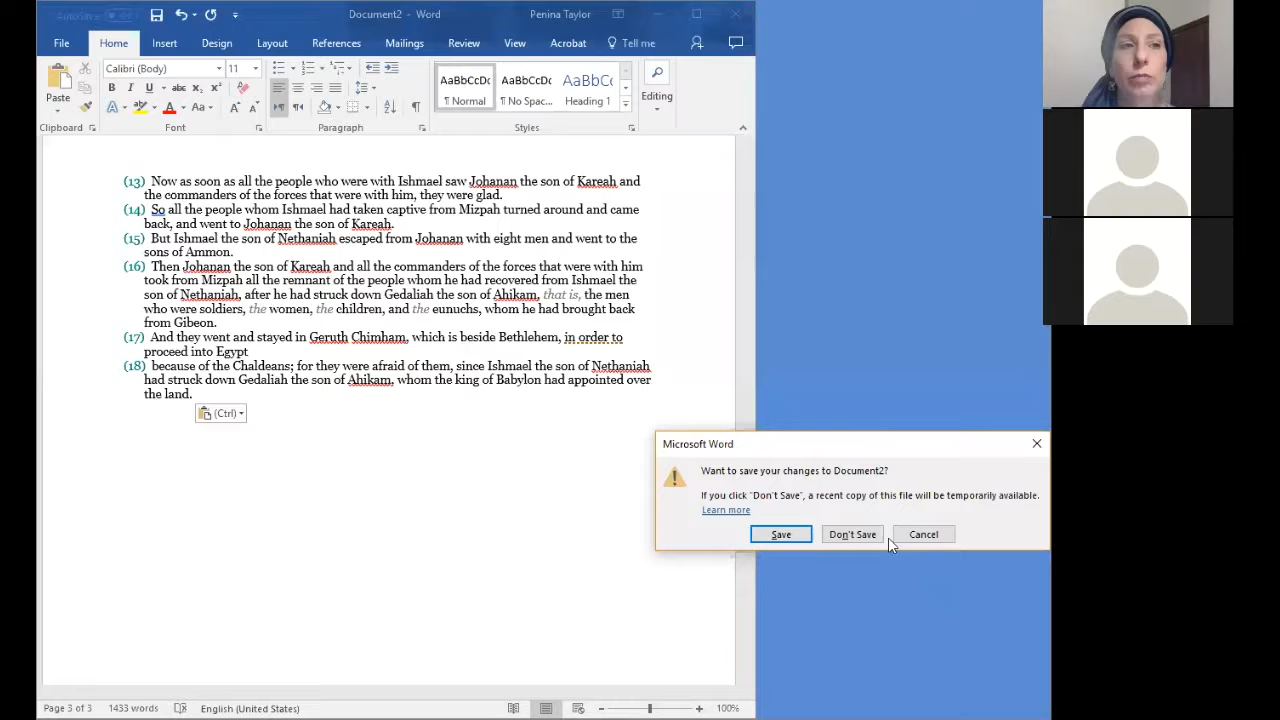 AutoSave
Document2 - Word
Penina Taylor
File Home Insert Design Layout References Mailings Review View Acrobat Tell me
Paste
Calibri (Body) 11
AaBbCcDc AaBbCcDc AaBbCc
Editing
B I U abc x₂ x²
¶ Normal ¶ No Spac... Heading 1
A A Aa A A
Clipboard Font Paragraph Styles
(13) Now as soon as all the people who were with Ishmael saw Johanan the son of Kareah and
the commanders of the forces that were with him, they were glad.
(14) So all the people whom Ishmael had taken captive from Mizpah turned around and came
back, and went to Johanan the son of Kareah.
(15) But Ishmael the son of Nethaniah escaped from Johanan with eight men and went to the
sons of Ammon.
(16) Then Johanan the son of Kareah and all the commanders of the forces that were with him
took from Mizpah all the remnant of the people whom he had recovered from Ishmael the
son of Nethaniah, after he had struck down Gedaliah the son of Ahikam, that is, the men
who were soldiers, the women, the children, and the eunuchs, whom he had brought back
from Gibeon.
(17) And they went and stayed in Geruth Chimham, which is beside Bethlehem, in order to
proceed into Egypt
(18) because of the Chaldeans; for they were afraid of them, since Ishmael the son of Nethaniah
had struck down Gedaliah the son of Ahikam, whom the king of Babylon had appointed over
the land.
(Ctrl)
Microsoft Word
Want to save your changes to Document2?
If you click "Don't Save", a recent copy of this file will be temporarily available.
Learn more
Save Don't Save Cancel
Page 3 of 3 1433 words English (United States) 100%